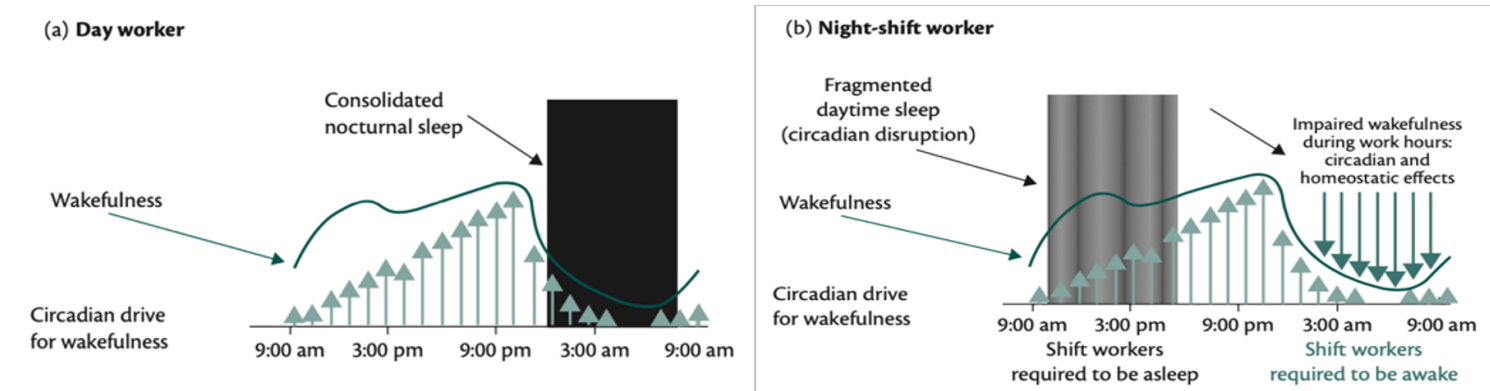 (a) Day worker
Consolidated
nocturnal sleep
Wakefulness
Circadian drive
for wakefulness
9:00 am 3:00 pm 9:00 pm 3:00 am 9:00 am
(b) Night-shift worker
Fragmented
daytime sleep
(circadian disruption)
Impaired wakefulness
during work hours:
circadian and
homeostatic effects
Wakefulness
Circadian drive
for wakefulness
9:00 am 3:00 pm 9:00 pm 3:00 am 9:00 am
Shift workers
required to be asleep
Shift workers
required to be awake